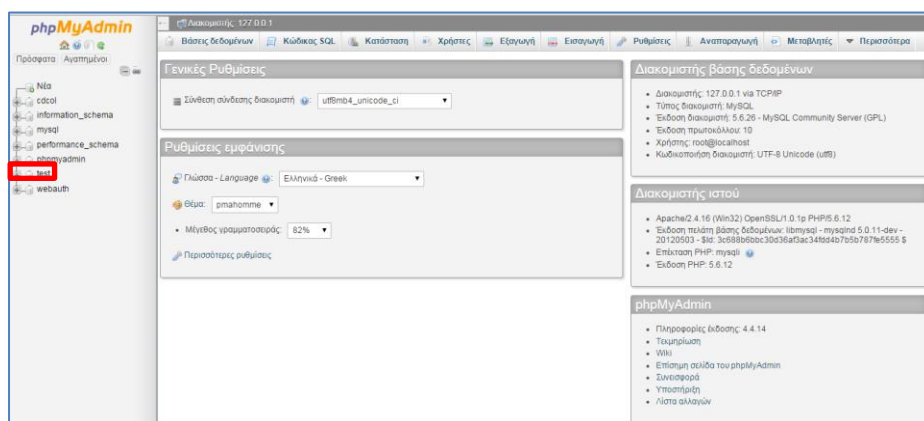 phpMyAdmin
Πρόσφατα Αγαπημένοι
Νέα
cdcol
information_schema
mysql
performance_schema
phpmyadmin
test
webauth
Διακομιστής: 127.0.0.1
Βάσεις δεδομένων Κώδικας SQL Κατάσταση Χρήστες Εξαγωγή Εισαγωγή Ρυθμίσεις Αναπαραγωγή Μεταβλητές Περισσότερα
Γενικές Ρυθμίσεις
Σύνθεση σύνδεσης διακομιστή : utf8mb4_unicode_ci
Ρυθμίσεις εμφάνισης
Γλώσσα - Language : Ελληνικά - Greek
Θέμα: pmahomme
• Μέγεθος γραμματοσειράς: 82%
Περισσότερες ρυθμίσεις
Διακομιστής βάσης δεδομένων
• Διακομιστής: 127.0.0.1 via TCP/IP
• Τύπος διακομιστή: MySQL
• Έκδοση διακομιστή: 5.6.26 - MySQL Community Server (GPL)
• Έκδοση πρωτοκόλλου: 10
• Χρήστης: root@localhost
• Κωδικοποίηση διακομιστή: UTF-8 Unicode (utf8)
Διακομιστής ιστού
• Apache/2.4.16 (Win32) OpenSSL/1.0.1p PHP/5.6.12
• Έκδοση πελάτη βάσης δεδομένων: libmysql - mysqlnd 5.0.11-dev -
20120503 - $Id: 3c688b6bbc30d36af3ac34fdd4b7b5b787fe5555 $
• Επέκταση PHP: mysqli
• Έκδοση PHP: 5.6.12
phpMyAdmin
• Πληροφορίες έκδοσης: 4.4.14
• Τεκμηρίωση
• Wiki
• Επίσημη σελίδα του phpMyAdmin
• Συνεισφορά
• Υποστήριξη
• Λίστα αλλαγών